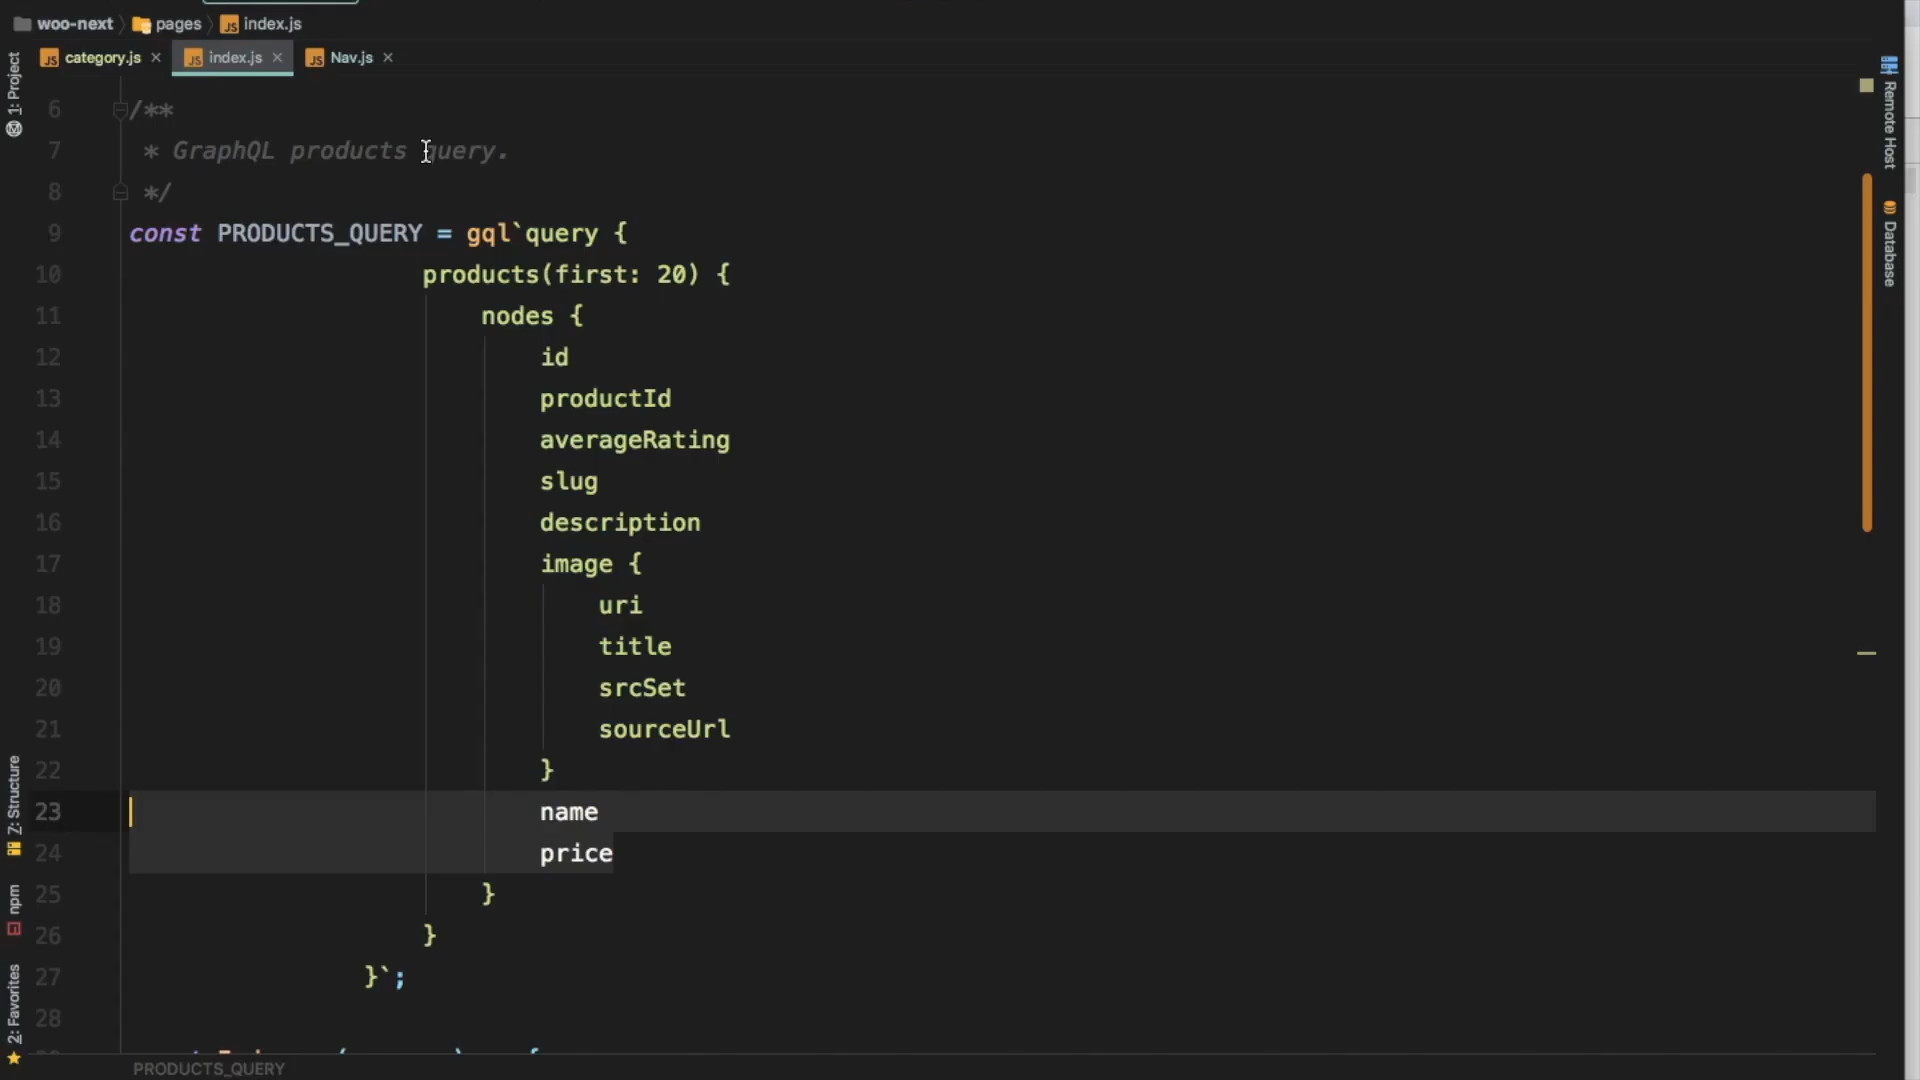 woo-next pages index.js
category.js index.js Nav.js
1: Project
Remote Host
Database
6 /**
7 * GraphQL products query.
8 */
9 const PRODUCTS_QUERY = gql`query {
10 products(first: 20) {
11 nodes {
12 id
13 productId
14 averageRating
15 slug
16 description
17 image {
18 uri
19 title
20 srcSet
21 sourceUrl
22 }
23 name
24 price
25 }
26 }
27 }`;
28
7: Structure
npm
2: Favorites
PRODUCTS_QUERY